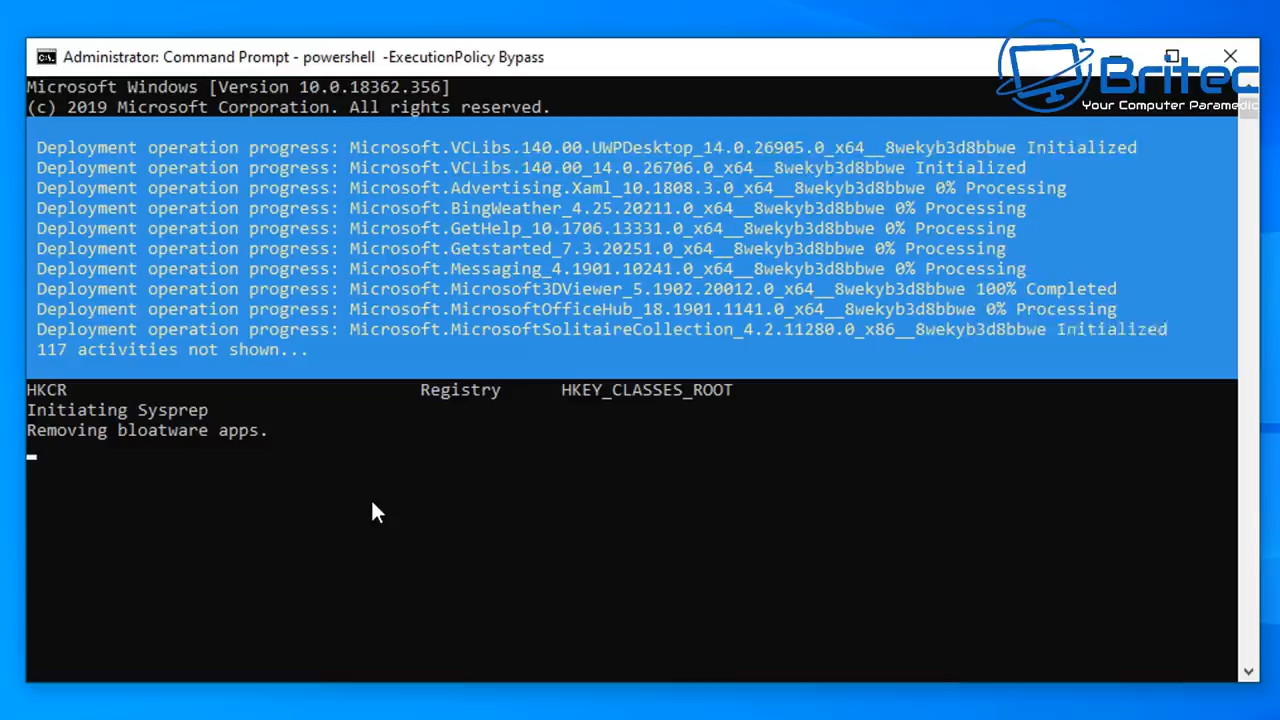 Administrator: Command Prompt - powershell -ExecutionPolicy Bypass
Britec
Your Computer Paramedic
Microsoft Windows [Version 10.0.18362.356]
(c) 2019 Microsoft Corporation. All rights reserved.
Deployment operation progress: Microsoft.VCLibs.140.00.UWPDesktop_14.0.26905.0_x64__8wekyb3d8bbwe Initialized
Deployment operation progress: Microsoft.VCLibs.140.00_14.0.26706.0_x64__8wekyb3d8bbwe Initialized
Deployment operation progress: Microsoft.Advertising.Xaml_10.1808.3.0_x64__8wekyb3d8bbwe 0% Processing
Deployment operation progress: Microsoft.BingWeather_4.25.20211.0_x64__8wekyb3d8bbwe 0% Processing
Deployment operation progress: Microsoft.GetHelp_10.1706.13331.0_x64__8wekyb3d8bbwe 0% Processing
Deployment operation progress: Microsoft.Getstarted_7.3.20251.0_x64__8wekyb3d8bbwe 0% Processing
Deployment operation progress: Microsoft.Messaging_4.1901.10241.0_x64__8wekyb3d8bbwe 0% Processing
Deployment operation progress: Microsoft.Microsoft3DViewer_5.1902.20012.0_x64__8wekyb3d8bbwe 100% Completed
Deployment operation progress: Microsoft.MicrosoftOfficeHub_18.1901.1141.0_x64__8wekyb3d8bbwe 0% Processing
Deployment operation progress: Microsoft.MicrosoftSolitaireCollection_4.2.11280.0_x86__8wekyb3d8bbwe Initialized
117 activities not shown...
HKCR Registry HKEY_CLASSES_ROOT
Initiating Sysprep
Removing bloatware apps.